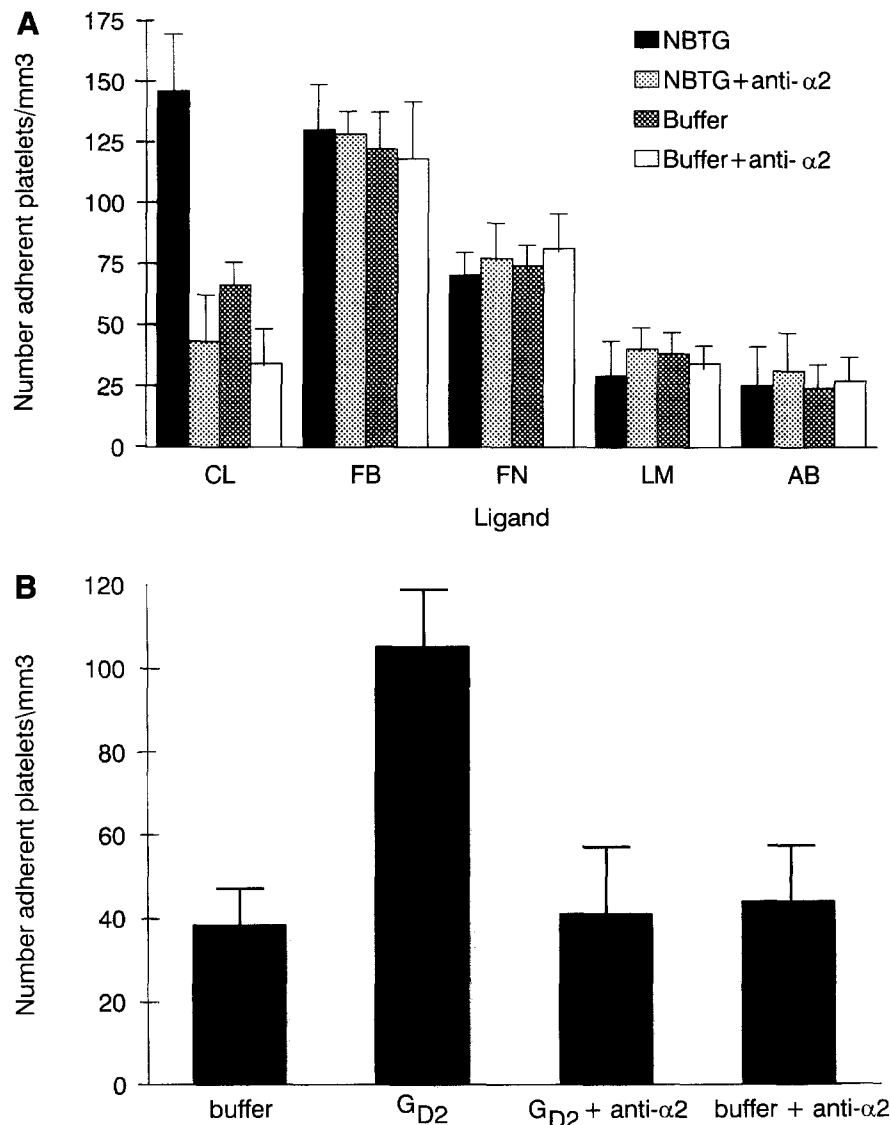 A
Number adherent platelets/mm3
175
150
125
100
75
50
25
0
NBTG
NBTG+anti-α2
Buffer
Buffer+anti-α2
CL FB FN LM AB
Ligand
B
Number adherent platelets\mm3
120
100
80
60
40
20
0
buffer GD2 GD2 + anti-α2 buffer + anti-α2